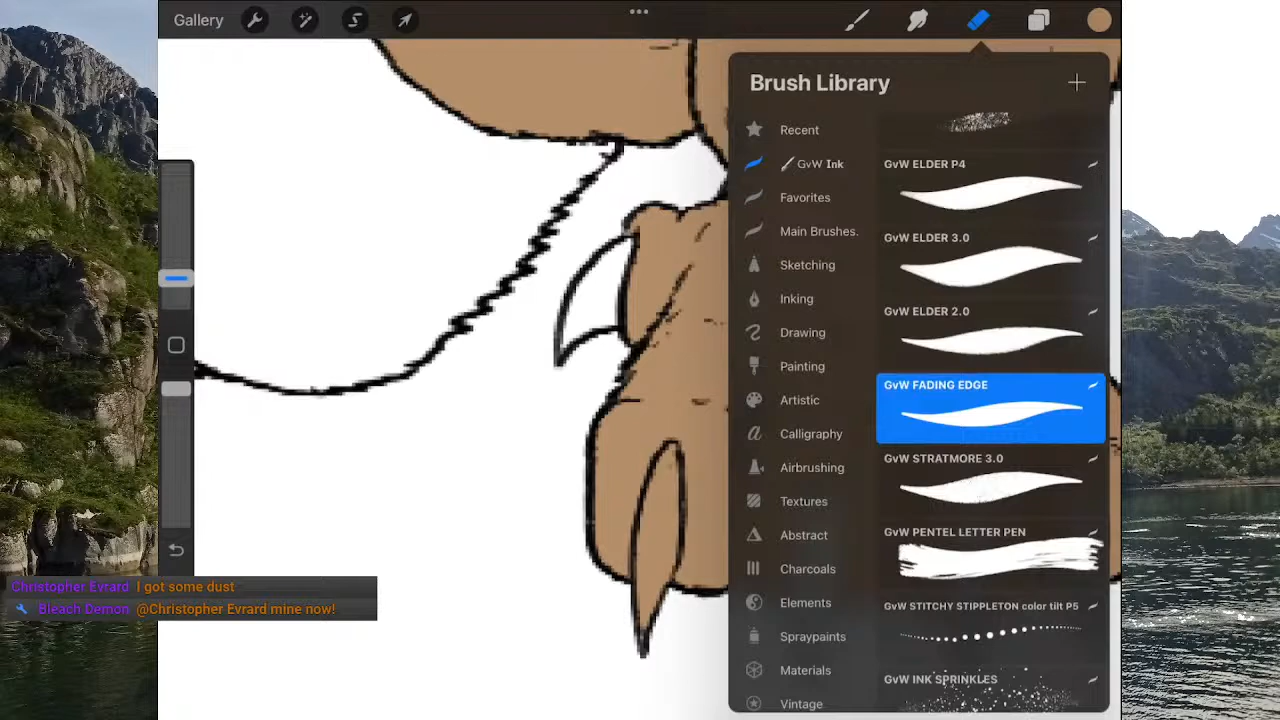 Gallery
Brush Library
Recent
GvW Ink
Favorites
Main Brushes.
Sketching
Inking
Drawing
Painting
Artistic
Calligraphy
Airbrushing
Textures
Abstract
Charcoals
Elements
Spraypaints
Materials
Vintage
GvW ELDER P4
GvW ELDER 3.0
GvW ELDER 2.0
GvW FADING EDGE
GvW STRATMORE 3.0
GvW PENTEL LETTER PEN
GvW STITCHY STIPPLETON color tilt P5
GvW INK SPRINKLES
Christopher Evrard I got some dust
Bleach Demon @Christopher Evrard mine now!